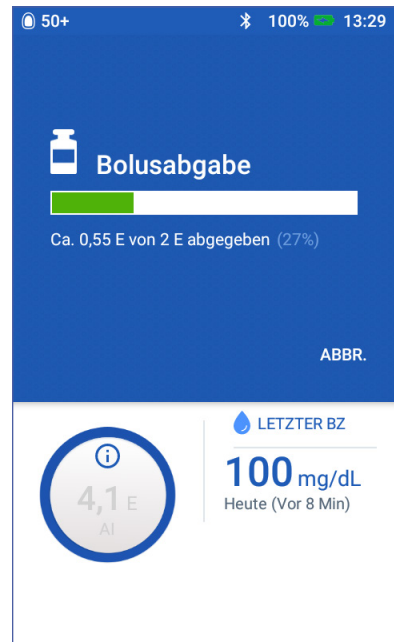 50+ 100% 13:29
Bolusabgabe
Ca. 0,55 E von 2 E abgegeben (27%)
ABBR.
4,1 E
AI
LETZTER BZ
100 mg/dL
Heute (Vor 8 Min)